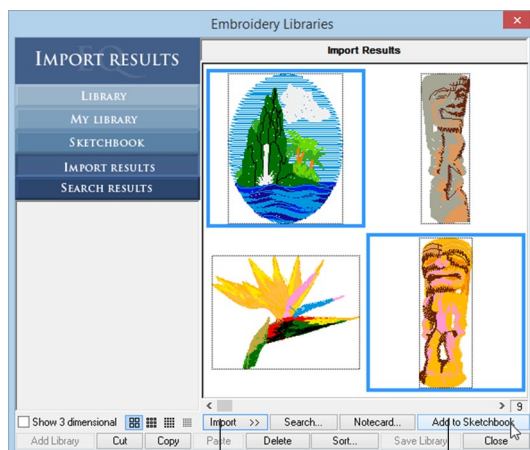 Embroidery Libraries
IMPORT RESULTS
LIBRARY
MY LIBRARY
SKETCHBOOK
IMPORT RESULTS
SEARCH RESULTS
Import Results
9
Show 3 dimensional
Import >> Search... Notecard... Add to Sketchbook
Add Library Cut Copy Paste Delete Sort... Save Library Close